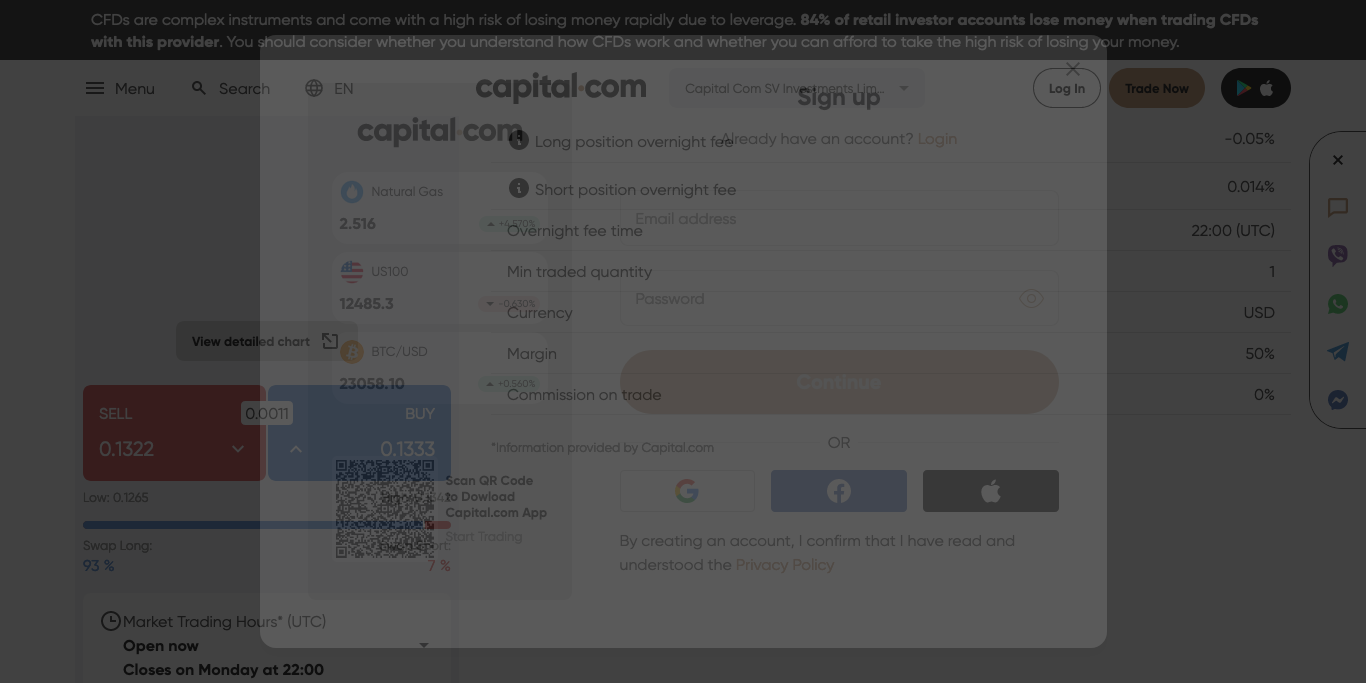 CFDs are complex instruments and come with a high risk of losing money rapidly due to leverage. 84% of retail investor accounts lose money when trading CFDs
with this provider. You should consider whether you understand how CFDs work and whether you can afford to take the high risk of losing your money.
Menu
Search
EN
capital.com
Capital Com SV Investments Lim...
Log In
Trade Now
Sign up
Already have an account? Login
capital.com
Natural Gas
2.516
US100
12485.3
BTC/USD
23058.10
+0.560%
Scan QR Code
to Dowload
Capital.com App
Start Trading
Email address
Password
Continue
OR
By creating an account, I confirm that I have read and
understood the Privacy Policy
Long position overnight fee
-0.05%
Short position overnight fee
0.014%
Overnight fee time
22:00 (UTC)
Min traded quantity
1
Currency
USD
Margin
50%
Commission on trade
0%
*Information provided by Capital.com
View detailed chart
SELL
0.1322
0.0011
BUY
0.1333
Low: 0.1265
Swap Long:
93 %
7 %
Market Trading Hours* (UTC)
Open now
Closes on Monday at 22:00